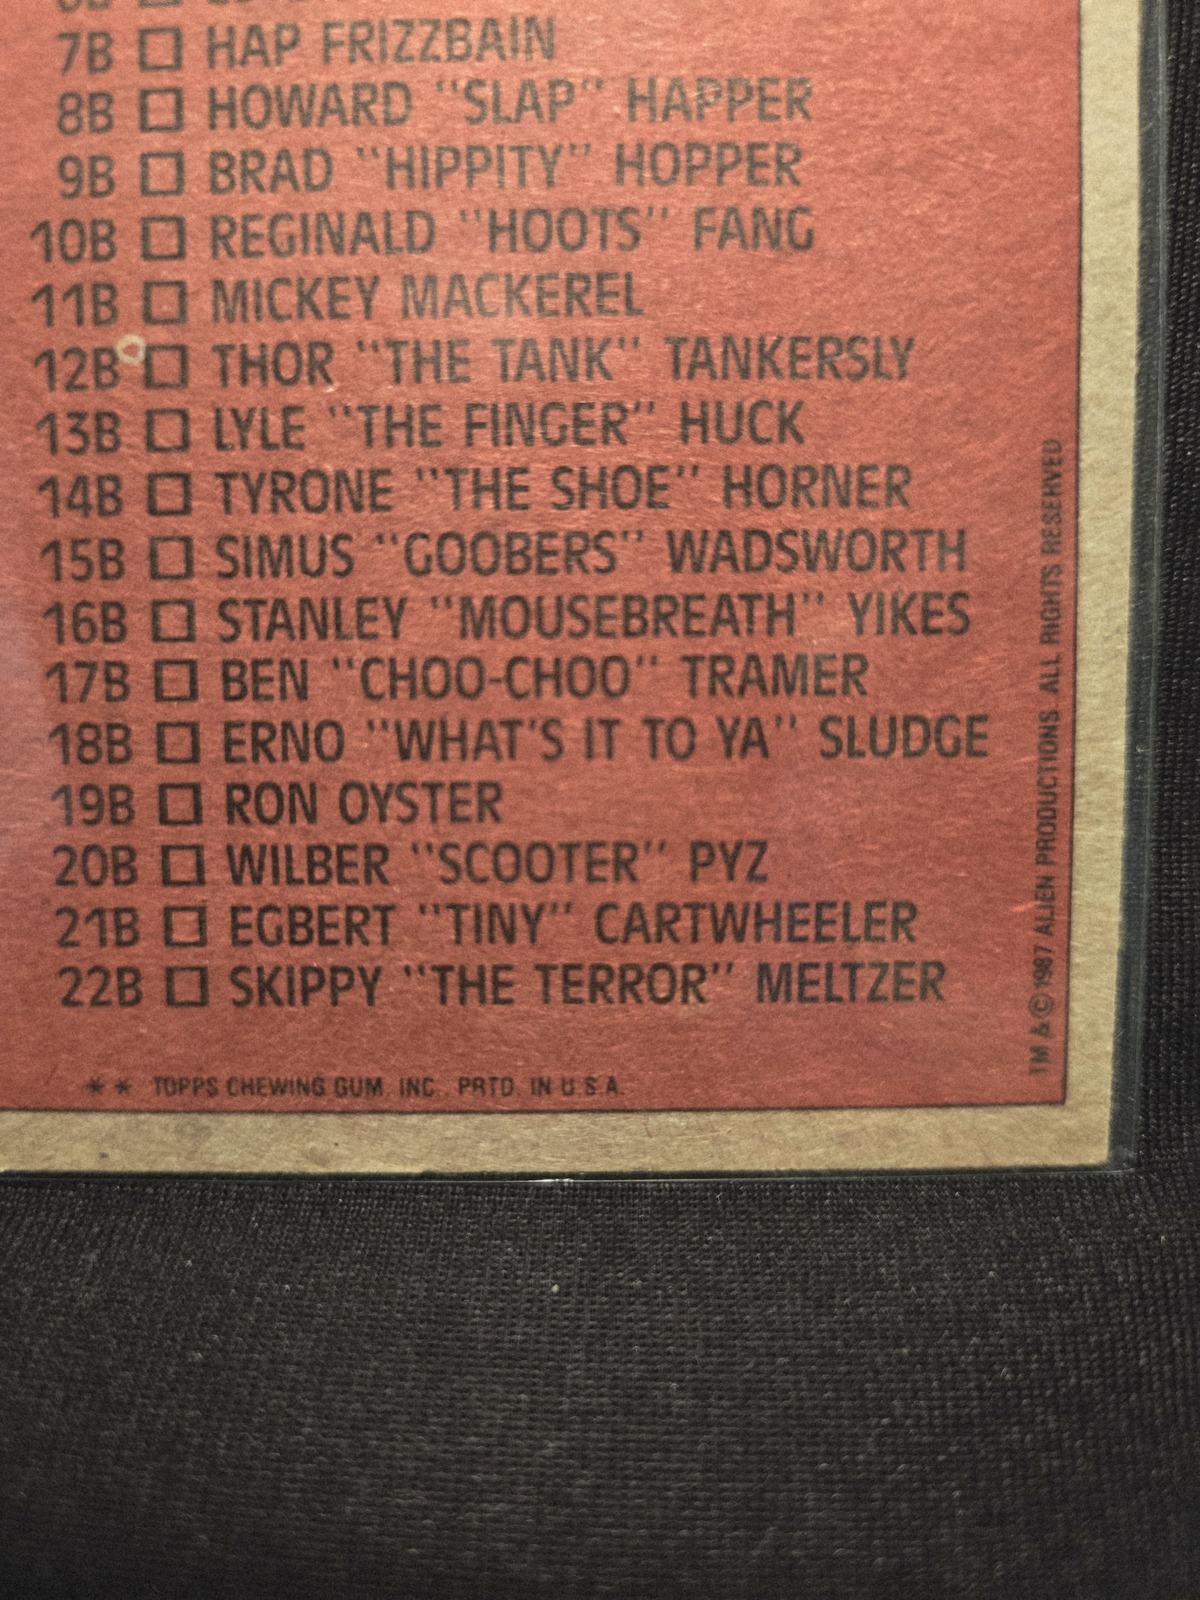 7B HAP FRIZZBAIN
8B HOWARD "SLAP" HAPPER
9B BRAD "HIPPITY" HOPPER
10B REGINALD "HOOTS" FANG
11B MICKEY MACKEREL
12B THOR "THE TANK" TANKERSLY
13B LYLE "THE FINGER" HUCK
14B TYRONE "THE SHOE" HORNER
15B SIMUS "GOOBERS" WADSWORTH
16B STANLEY "MOUSEBREATH" YIKES
17B BEN "CHOO-CHOO" TRAMER
18B ERNO "WHAT'S IT TO YA" SLUDGE
19B RON OYSTER
20B WILBER "SCOOTER" PYZ
21B EGBERT "TINY" CARTWHEELER
22B SKIPPY "THE TERROR" MELTZER
** TOPPS CHEWING GUM, INC., PRTD. IN U.S.A.
TM & © 1987 ALIEN PRODUCTIONS. ALL RIGHTS RESERVED